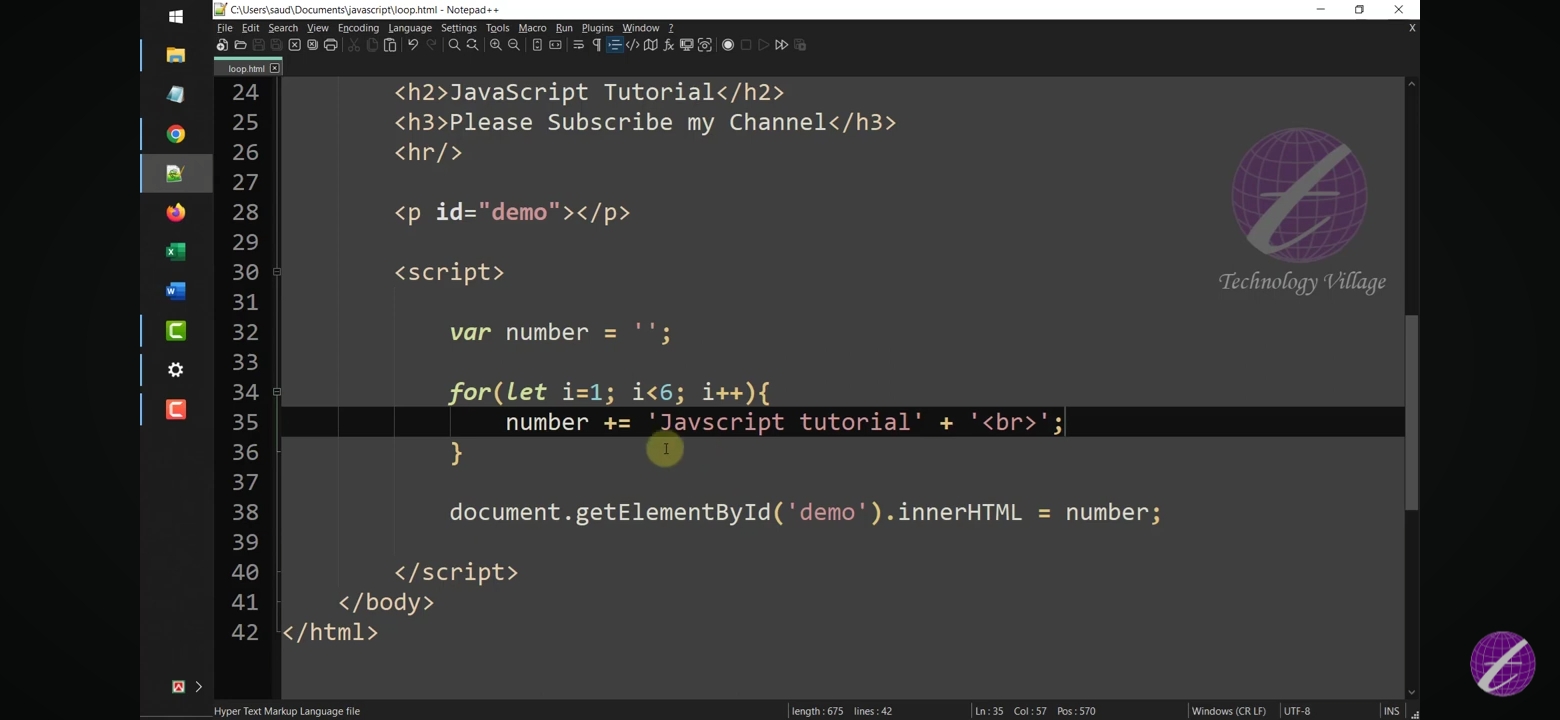 C:\Users\saud\Documents\javascript\loop.html - Notepad++
File Edit Search View Encoding Language Settings Tools Macro Run Plugins Window ? X
loop.html
24 <h2>JavaScript Tutorial</h2>
25 <h3>Please Subscribe my Channel</h3>
26 <hr/>
27
28 <p id="demo"></p>
29
30 <script>
31
32 var number = '';
33
34 for(let i=1; i<6; i++){
35 number += 'Javscript tutorial' + '<br>';
36 }
37
38 document.getElementById('demo').innerHTML = number;
39
40 </script>
41 </body>
42 </html>
Technology Village
Hyper Text Markup Language file length : 675 lines : 42 Ln : 35 Col : 57 Pos : 570 Windows (CR LF) UTF-8 INS